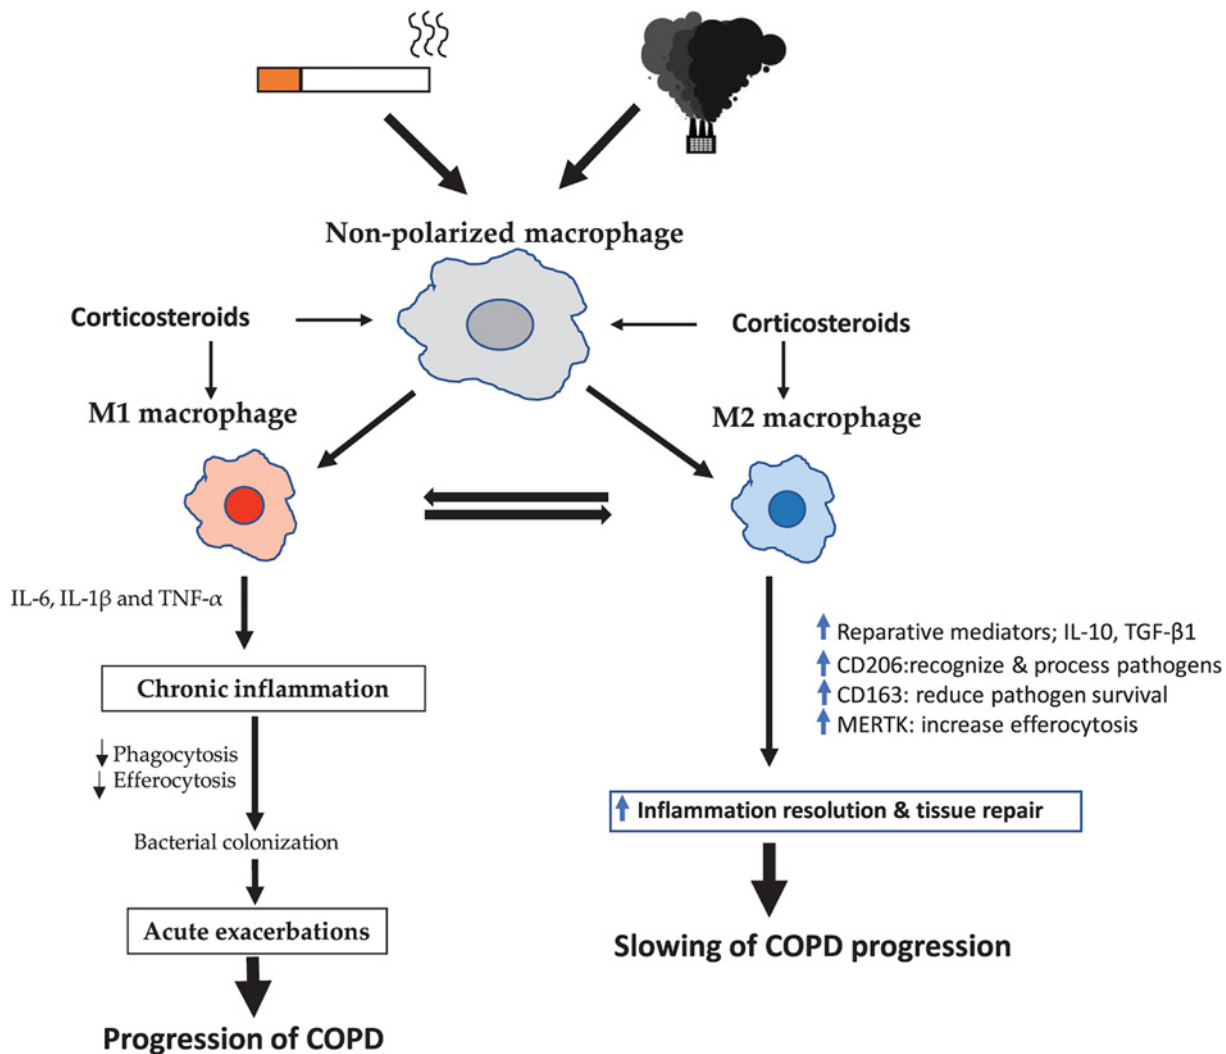 Non-polarized macrophage
Corticosteroids
Corticosteroids
M1 macrophage
M2 macrophage
IL-6, IL-1β and TNF-α
Chronic inflammation
Phagocytosis
Efferocytosis
Bacterial colonization
Acute exacerbations
Progression of COPD
Reparative mediators; IL-10, TGF-β1
CD206:recognize & process pathogens
CD163: reduce pathogen survival
MERTK: increase efferocytosis
Inflammation resolution & tissue repair
Slowing of COPD progression